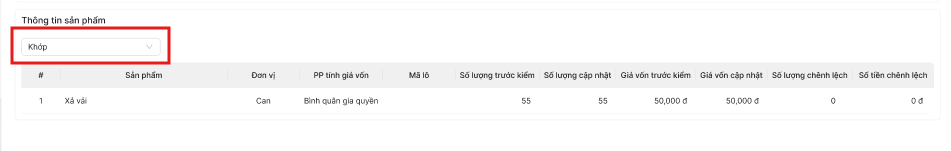 Thông tin sản phẩm
Khớp
# Sản phẩm Đơn vị PP tính giá vốn Mã lô Số lượng trước kiểm Số lượng cập nhật Giá vốn trước kiểm Giá vốn cập nhật Số lượng chênh lệch Số tiền chênh lệch
1 Xả vải Can Bình quân gia quyền 55 55 50,000 đ 50,000 đ 0 0 đ